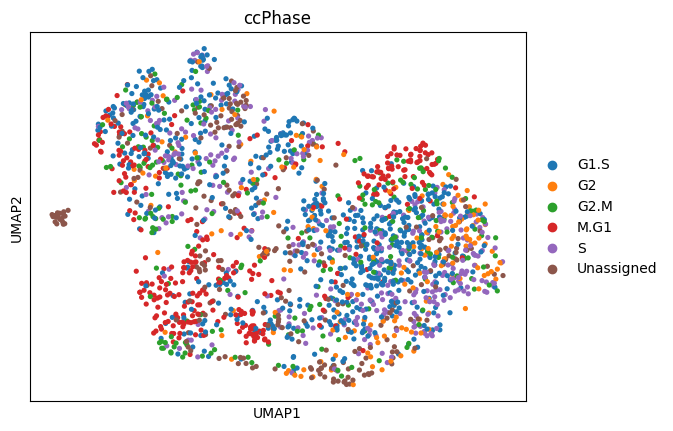 ccPhase
G1.S
G2
G2.M
M.G1
S
Unassigned
UMAP2
UMAP1